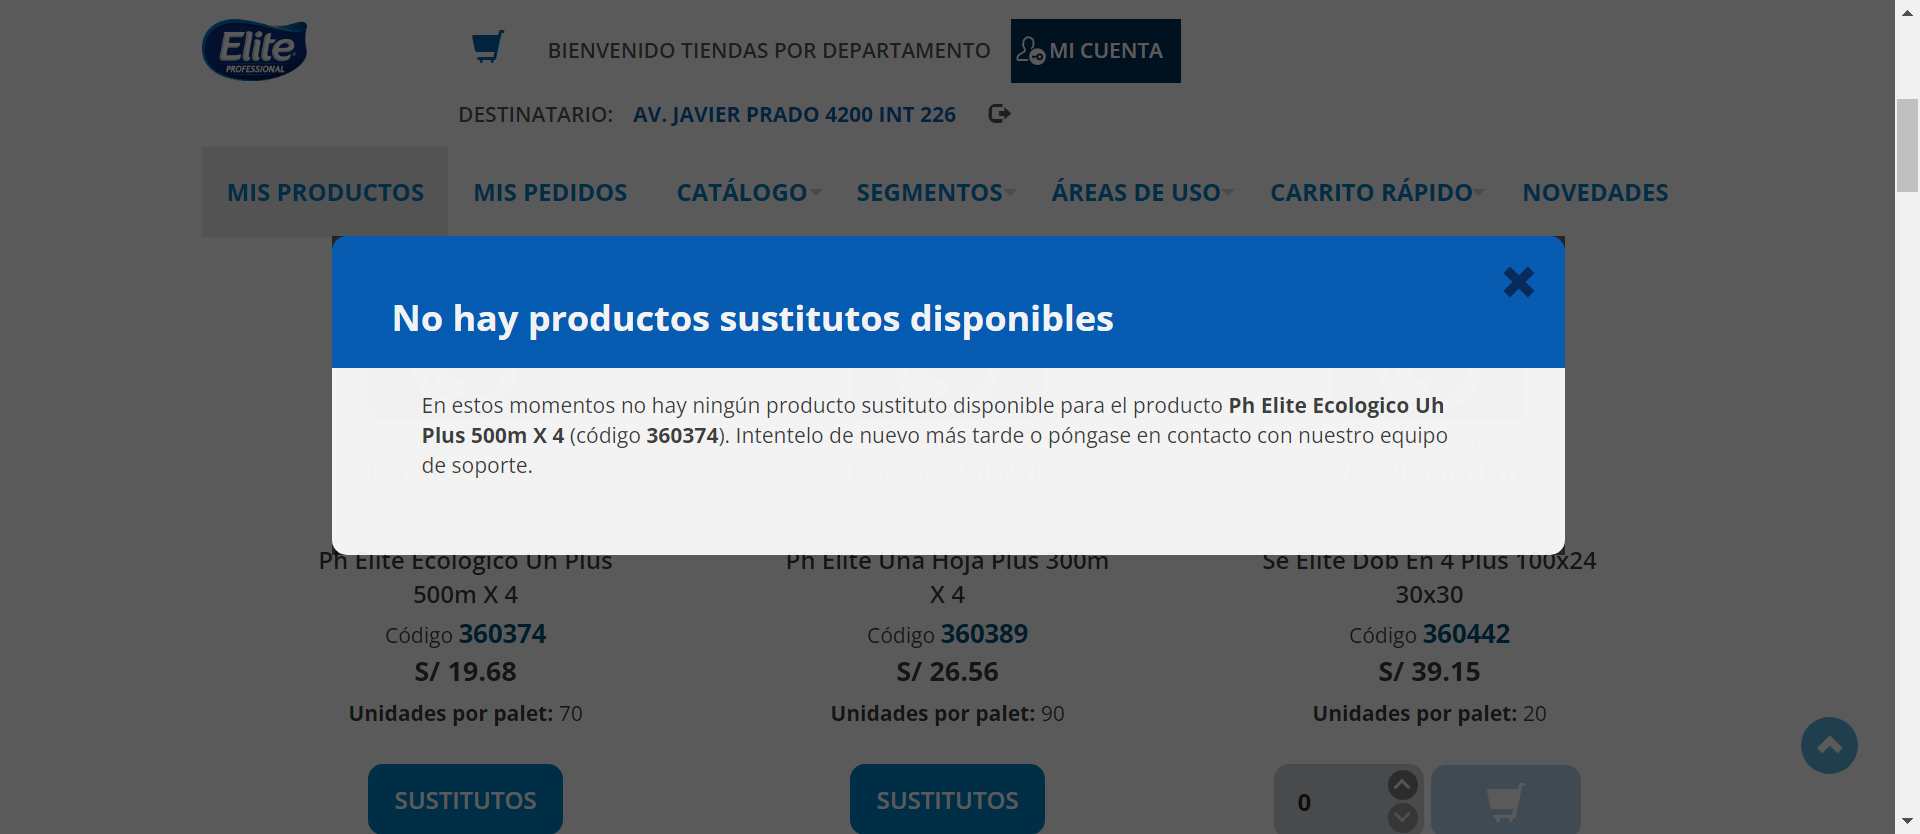 Elite
PROFESSIONAL
BIENVENIDO TIENDAS POR DEPARTAMENTO
MI CUENTA
DESTINATARIO: AV. JAVIER PRADO 4200 INT 226
MIS PRODUCTOS MIS PEDIDOS CATÁLOGO SEGMENTOS ÁREAS DE USO CARRITO RÁPIDO NOVEDADES
No hay productos sustitutos disponibles
En estos momentos no hay ningún producto sustituto disponible para el producto Ph Elite Ecologico Uh
Plus 500m X 4 (código 360374). Intentelo de nuevo más tarde o póngase en contacto con nuestro equipo
de soporte.
Ph Elite Ecologico Uh Plus
500m X 4
Código 360374
S/ 19.68
Unidades por palet: 70
SUSTITUTOS
Ph Elite Una Hoja Plus 300m
X 4
Código 360389
S/ 26.56
Unidades por palet: 90
SUSTITUTOS
Se Elite Dob En 4 Plus 100x24
30x30
Código 360442
S/ 39.15
Unidades por palet: 20
0